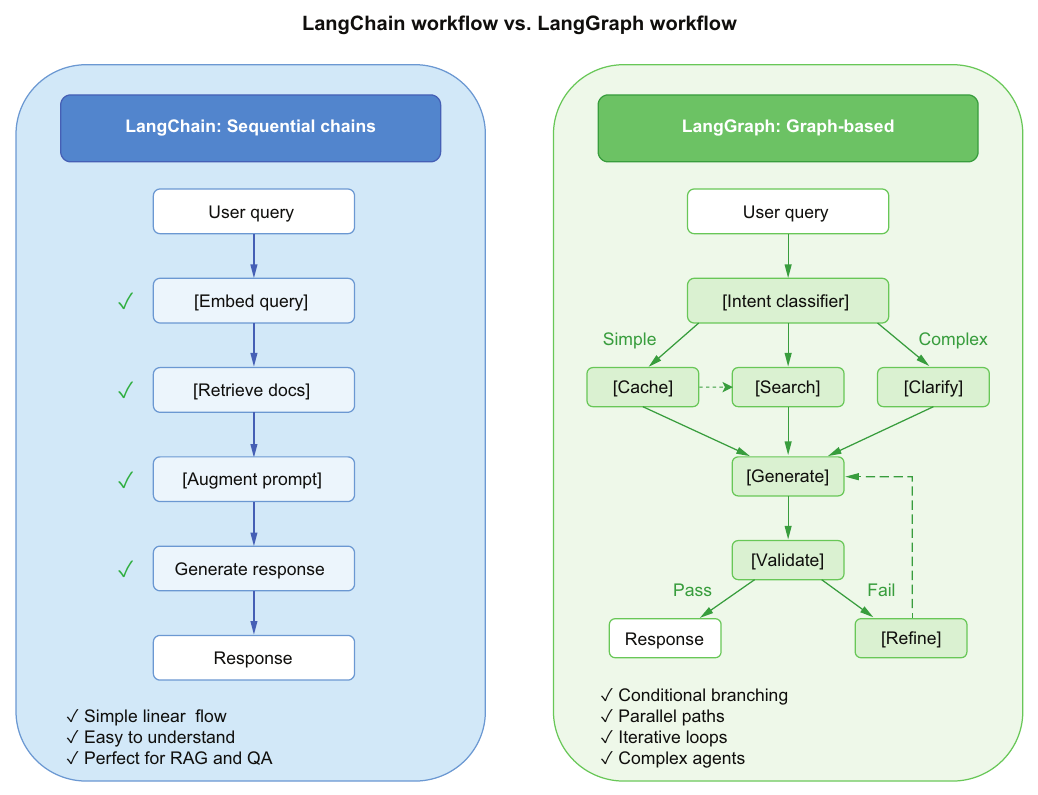 LangChain workflow vs. LangGraph workflow
LangChain: Sequential chains
User query
✓ [Embed query]
✓ [Retrieve docs]
✓ [Augment prompt]
✓ Generate response
Response
✓ Simple linear  flow
✓ Easy to understand
✓ Perfect for RAG and QA
LangGraph: Graph-based
User query
[Intent classifier]
Simple
Complex
[Cache]
[Search]
[Clarify]
[Generate]
[Validate]
Pass
Fail
Response
[Refine]
✓ Conditional branching
✓ Parallel paths
✓ Iterative loops
✓ Complex agents